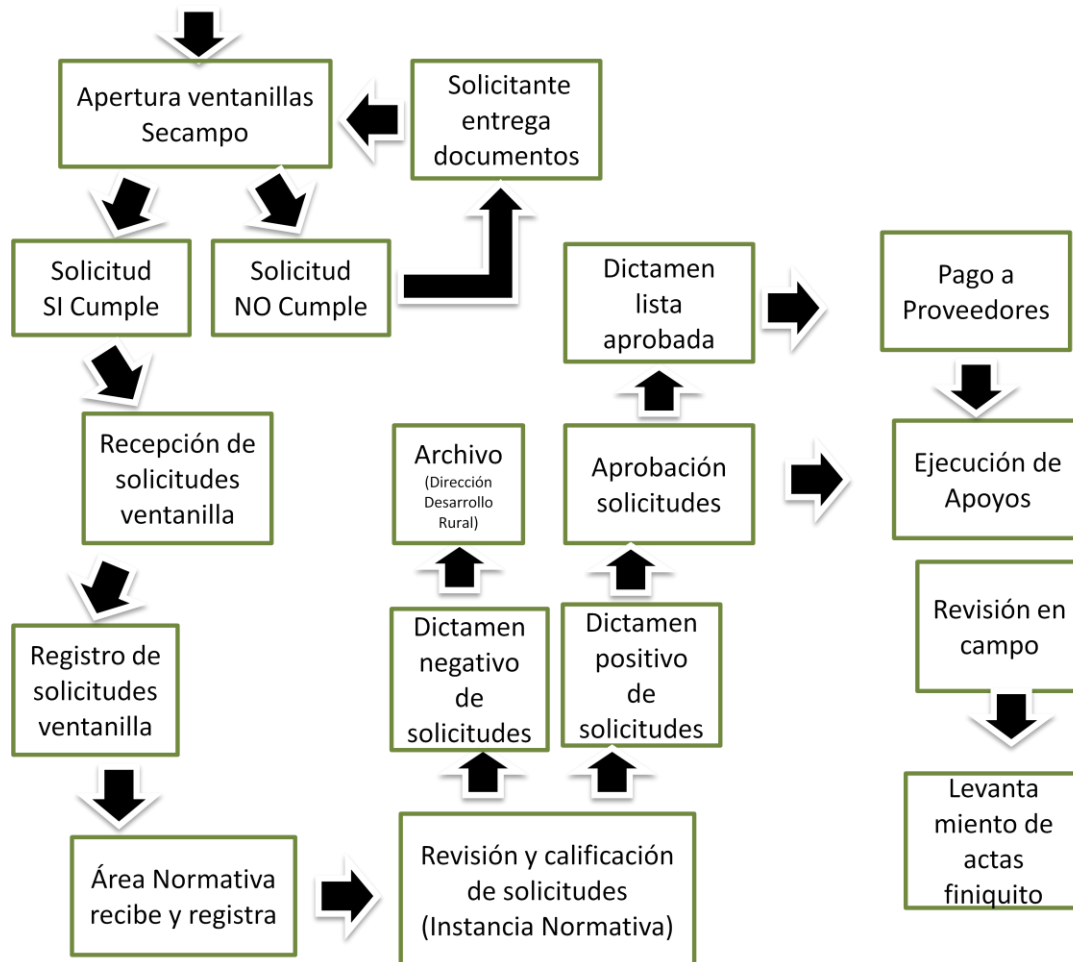 Apertura ventanillas
Secampo
Solicitante
entrega
documentos
Solicitud
SI Cumple
Solicitud
NO Cumple
Dictamen
lista
aprobada
Pago a
Proveedores
Recepción de
solicitudes
ventanilla
Archivo
(Dirección
Desarrollo
Rural)
Aprobación
solicitudes
Ejecución de
Apoyos
Registro de
solicitudes
ventanilla
Dictamen
negativo
de
solicitudes
Dictamen
positivo
de
solicitudes
Revisión en
campo
Área Normativa
recibe y registra
Revisión y calificación
de solicitudes
(Instancia Normativa)
Levanta
miento de
actas
finiquito